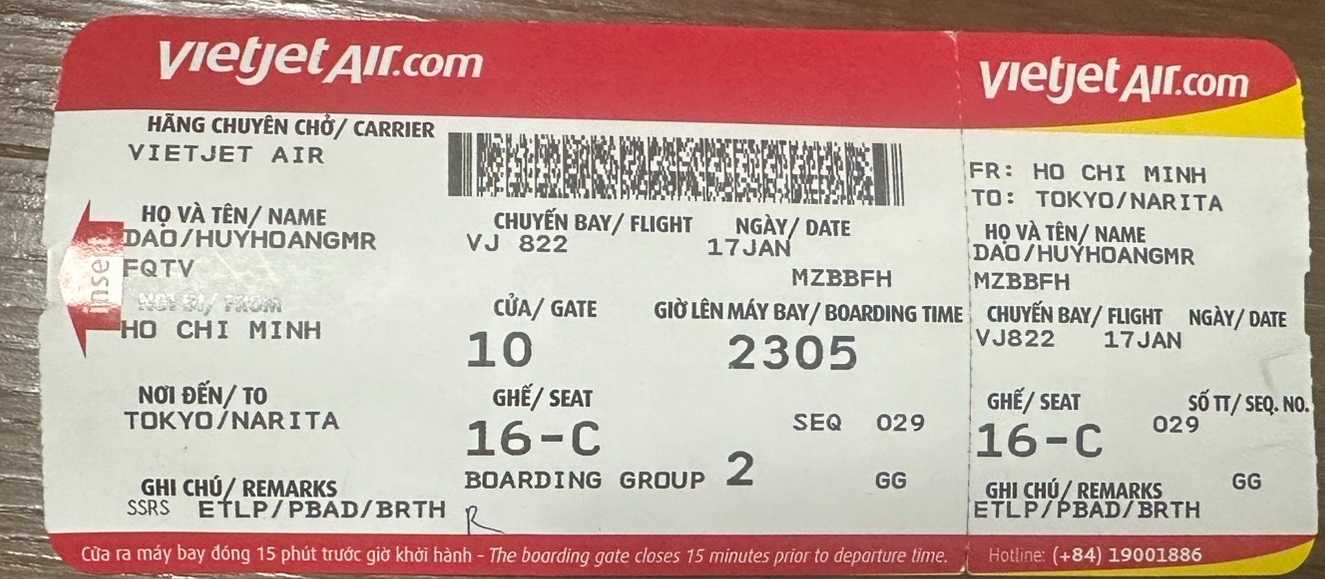 vietjetAir.com
HÃNG CHUYÊN CHỞ/ CARRIER
VIETJET AIR
HỌ VÀ TÊN/ NAME
DAO/HUYHOANGMR
FQTV
CHUYẾN BAY/ FLIGHT NGÀY/ DATE
VJ 822 17JAN
MZBBFH
insert
NƠI ĐI/ FROM
HO CHI MINH
CỬA/ GATE GIỜ LÊN MÁY BAY/ BOARDING TIME
10 2305
NƠI ĐẾN/ TO
TOKYO/NARITA
GHẾ/ SEAT
16-C SEQ 029
BOARDING GROUP 2 GG
GHI CHÚ/ REMARKS
SSRS ETLP/PBAD/BRTH
R
Cửa ra máy bay đóng 15 phút trước giờ khởi hành - The boarding gate closes 15 minutes prior to departure time.
vietjetAir.com
FR: HO CHI MINH
TO: TOKYO/NARITA
HỌ VÀ TÊN/ NAME
DAO/HUYHOANGMR
MZBBFH
CHUYẾN BAY/ FLIGHT NGÀY/ DATE
VJ822 17JAN
GHẾ/ SEAT SỐ TT/ SEQ. NO.
16-C 029
GG
GHI CHÚ/ REMARKS
ETLP/PBAD/BRTH
Hotline: (+84) 19001886